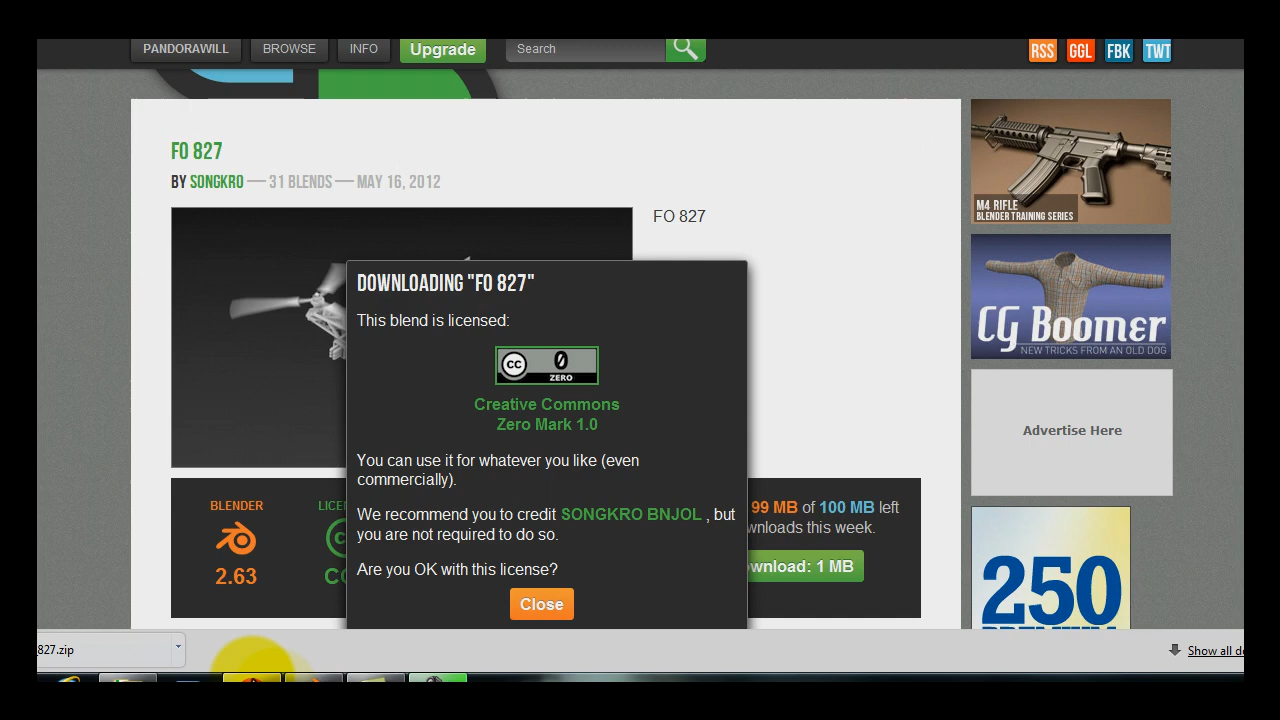 PANDORAWILL
BROWSE
INFO
Upgrade
Search
RSS
GGL
FBK
TWT
FO 827
BY SONGKRO — 31 BLENDS — MAY 16, 2012
FO 827
DOWNLOADING "FO 827"
This blend is licensed:
CC
0
ZERO
Creative Commons
Zero Mark 1.0
You can use it for whatever you like (even
commercially).
We recommend you to credit SONGKRO BNJOL , but
you are not required to do so.
Are you OK with this license?
Close
BLENDER
2.63
99 MB of 100 MB left
this week.
1 MB
M4 RIFLE
BLENDER TRAINING SERIES
CG Boomer
NEW TRICKS FROM AN OLD DOG
Advertise Here
250
827.zip
Show all